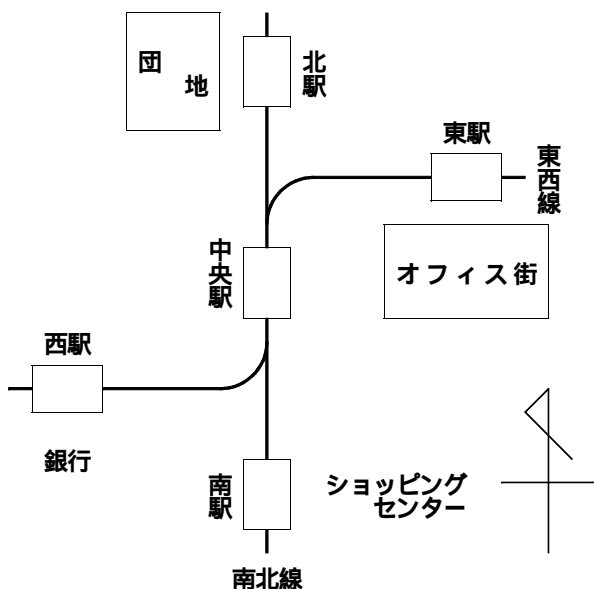 団地
北駅
東駅
東西線
中央駅
オフィス街
西駅
銀行
南駅
ショッピング
センター
南北線